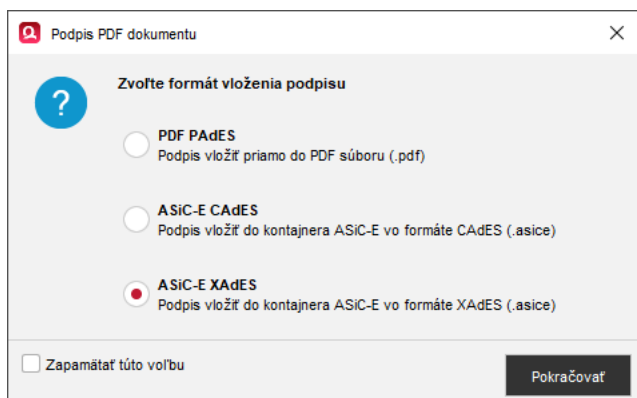 Podpis PDF dokumentu
Zvoľte formát vloženia podpisu
PDF PAdES
Podpis vložiť priamo do PDF súboru (.pdf)
ASiC-E CAdES
Podpis vložiť do kontajnera ASiC-E vo formáte CAdES (.asice)
ASiC-E XAdES
Podpis vložiť do kontajnera ASiC-E vo formáte XAdES (.asice)
Zapamätať túto voľbu
Pokračovať